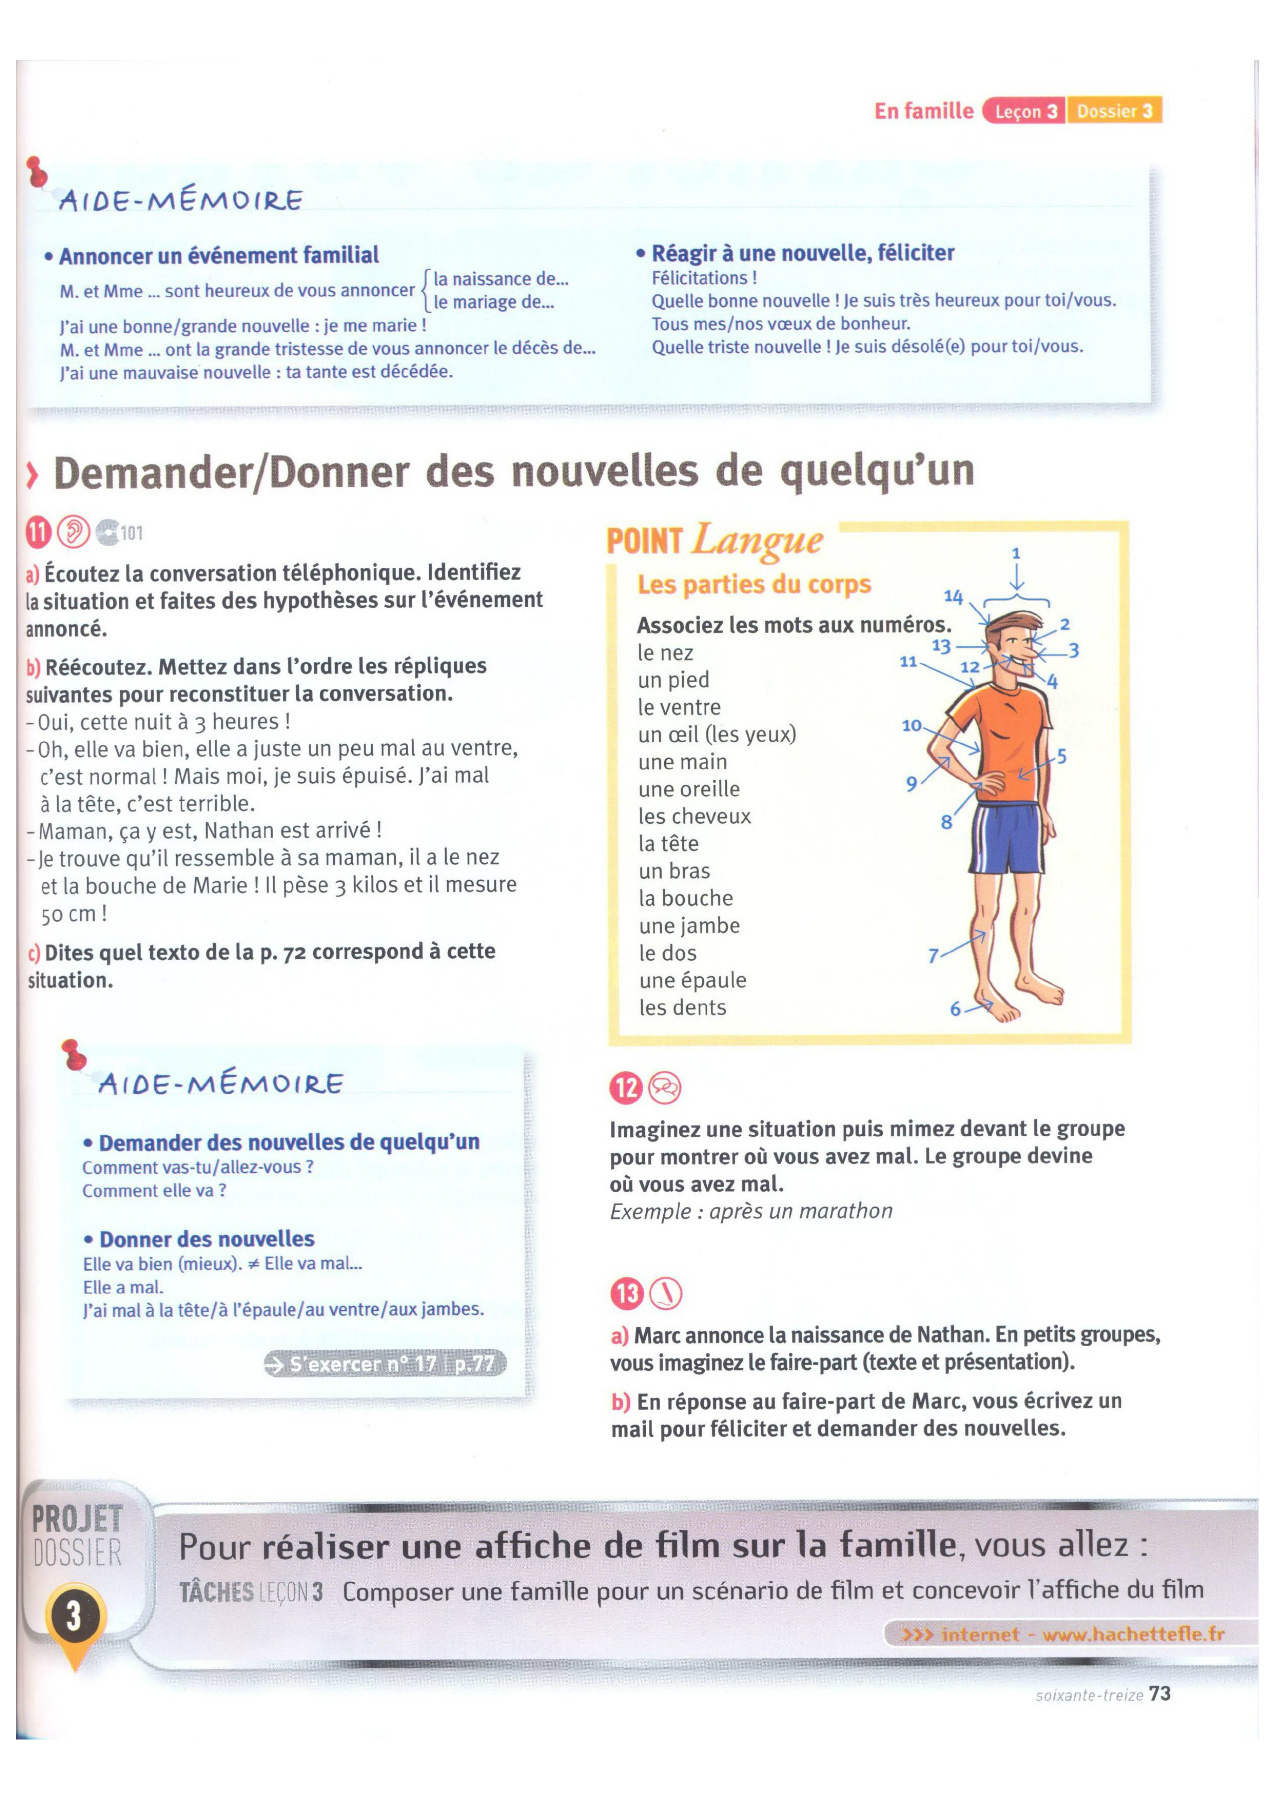 En famille Leçon 3 Dossier 3
AIDE-MÉMOIRE
• Annoncer un événement familial
M. et Mme ... sont heureux de vous annoncer { la naissance de...
le mariage de...
J'ai une bonne/grande nouvelle : je me marie !
M. et Mme ... ont la grande tristesse de vous annoncer le décès de...
J'ai une mauvaise nouvelle : ta tante est décédée.
• Réagir à une nouvelle, féliciter
Félicitations !
Quelle bonne nouvelle ! Je suis très heureux pour toi/vous.
Tous mes/nos vœux de bonheur.
Quelle triste nouvelle ! Je suis désolé(e) pour toi/vous.
› Demander/Donner des nouvelles de quelqu'un
11 101
a) Écoutez la conversation téléphonique. Identifiez
la situation et faites des hypothèses sur l'événement
annoncé.
b) Réécoutez. Mettez dans l'ordre les répliques
suivantes pour reconstituer la conversation.
- Oui, cette nuit à 3 heures !
- Oh, elle va bien, elle a juste un peu mal au ventre,
c'est normal ! Mais moi, je suis épuisé. J'ai mal
à la tête, c'est terrible.
- Maman, ça y est, Nathan est arrivé !
- Je trouve qu'il ressemble à sa maman, il a le nez
et la bouche de Marie ! Il pèse 3 kilos et il mesure
50 cm !
c) Dites quel texto de la p. 72 correspond à cette
situation.
AIDE-MÉMOIRE
• Demander des nouvelles de quelqu'un
Comment vas-tu/allez-vous ?
Comment elle va ?
• Donner des nouvelles
Elle va bien (mieux). ≠ Elle va mal...
Elle a mal.
J'ai mal à la tête/à l'épaule/au ventre/aux jambes.
→ S'exercer n° 17 | p.77
POINT Langue
Les parties du corps
Associez les mots aux numéros.
le nez
un pied
le ventre
un œil (les yeux)
une main
une oreille
les cheveux
la tête
un bras
la bouche
une jambe
le dos
une épaule
les dents
1
14
2
13
3
11
12
4
10
5
9
8
7
6
12
Imaginez une situation puis mimez devant le groupe
pour montrer où vous avez mal. Le groupe devine
où vous avez mal.
Exemple : après un marathon
13
a) Marc annonce la naissance de Nathan. En petits groupes,
vous imaginez le faire-part (texte et présentation).
b) En réponse au faire-part de Marc, vous écrivez un
mail pour féliciter et demander des nouvelles.
PROJET
DOSSIER
3
Pour réaliser une affiche de film sur la famille, vous allez :
TÂCHES LEÇON 3 Composer une famille pour un scénario de film et concevoir l'affiche du film
>>> internet - www.hachettefle.fr
soixante-treize 73